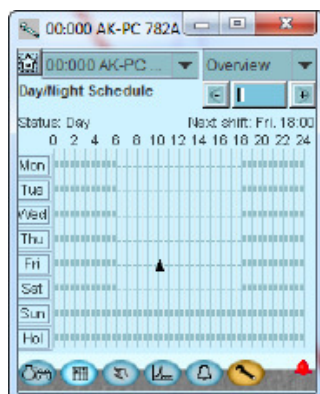 00:000 AK-PC 782A
00:000 AK-PC ... Overview
Day/Night Schedule
Status: Day Next shift: Fri. 18:00
0 2 4 6 8 10 12 14 16 18 20 22 24
Mon
Tue
Wed
Thu
Fri
Sat
Sun
Hol